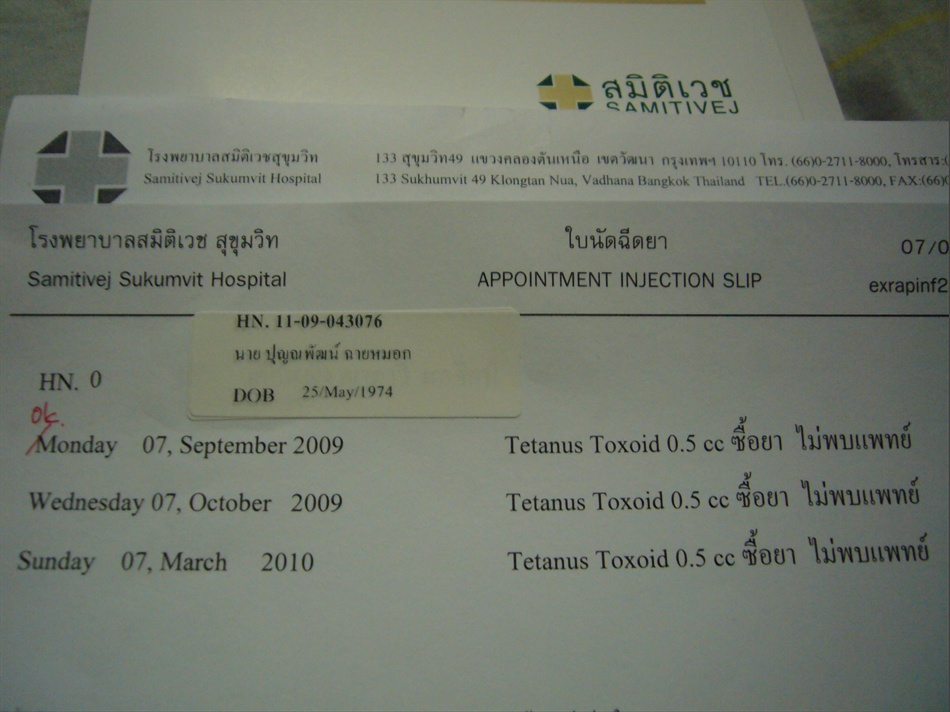 สมิติเวช
SAMITIVEJ
โรงพยาบาลสมิติเวชสุขุมวิท
Samitivej Sukumvit Hospital
133 สุขุมวิท49 แขวงคลองตันเหนือ เขตวัฒนา กรุงเทพฯ 10110 โทร. (66)0-2711-8000, โทรสาร:(
133 Sukhumvit 49 Klongtan Nua, Vadhana Bangkok Thailand TEL.(66)0-2711-8000, FAX:(66)0
โรงพยาบาลสมิติเวช สุขุมวิท ใบนัดฉีดยา 07/0
Samitivej Sukumvit Hospital APPOINTMENT INJECTION SLIP exrapinf2
HN. 11-09-043076
นาย ปุญณพัฒน์ ฉายหมอก
DOB 25/May/1974
HN. 0
ok.
Monday 07, September 2009 Tetanus Toxoid 0.5 cc ซื้อยา ไม่พบแพทย์
Wednesday 07, October 2009 Tetanus Toxoid 0.5 cc ซื้อยา ไม่พบแพทย์
Sunday 07, March 2010 Tetanus Toxoid 0.5 cc ซื้อยา ไม่พบแพทย์